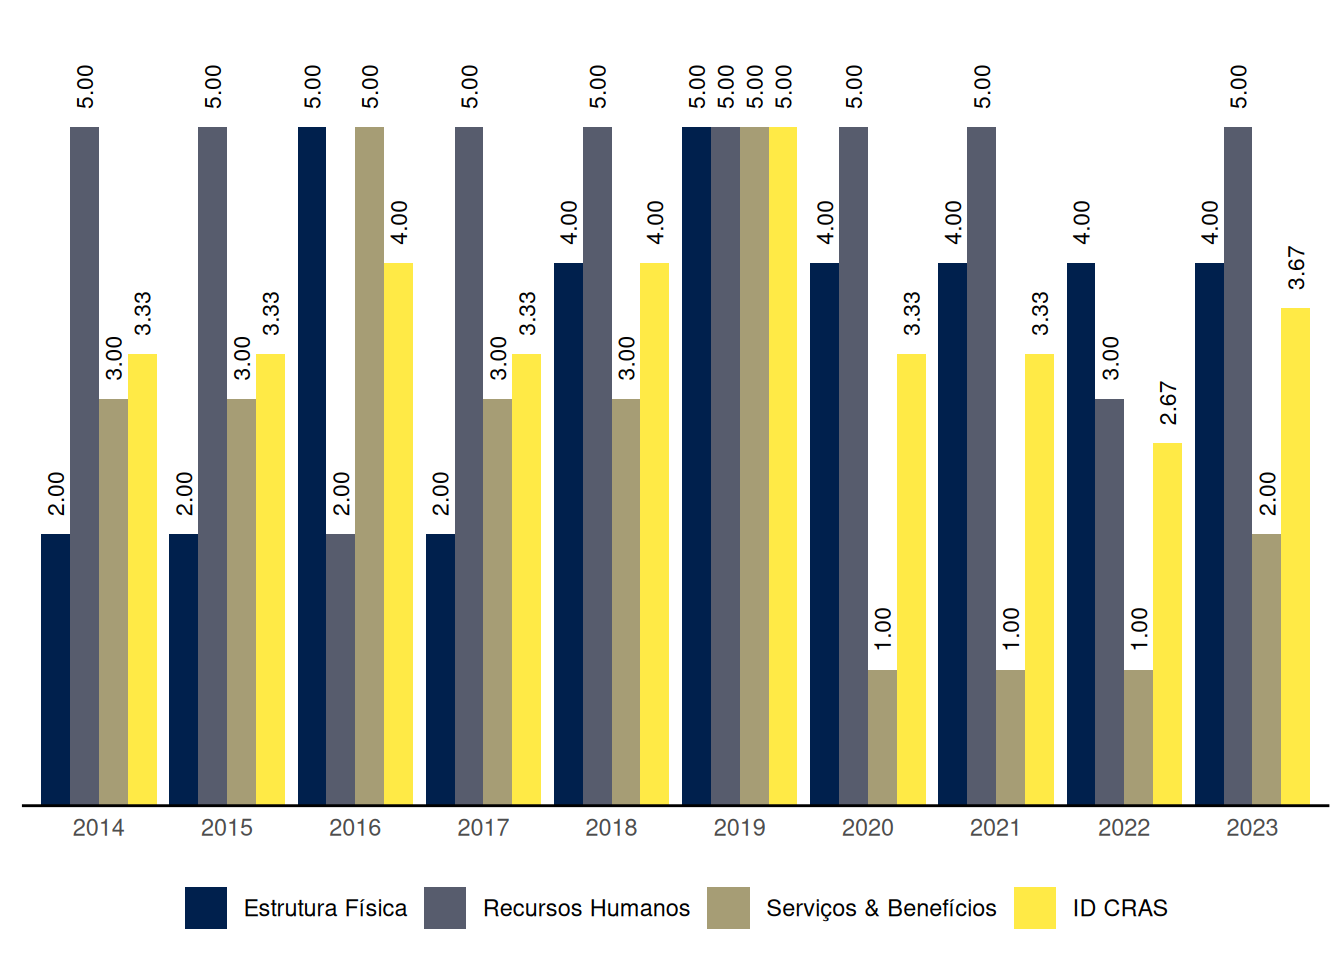 5.00 5.00 5.00 5.00 5.00 5.00 5.00 5.00 5.00 5.00 5.00 5.00 5.00
4.00 4.00 4.00 4.00 4.00 4.00 4.00
3.67
3.33 3.33 3.33 3.33 3.33
3.00 3.00 3.00 3.00 3.00
2.67
2.00 2.00 2.00 2.00 2.00
1.00 1.00 1.00
2014 2015 2016 2017 2018 2019 2020 2021 2022 2023
Estrutura Física Recursos Humanos Serviços & Benefícios ID CRAS